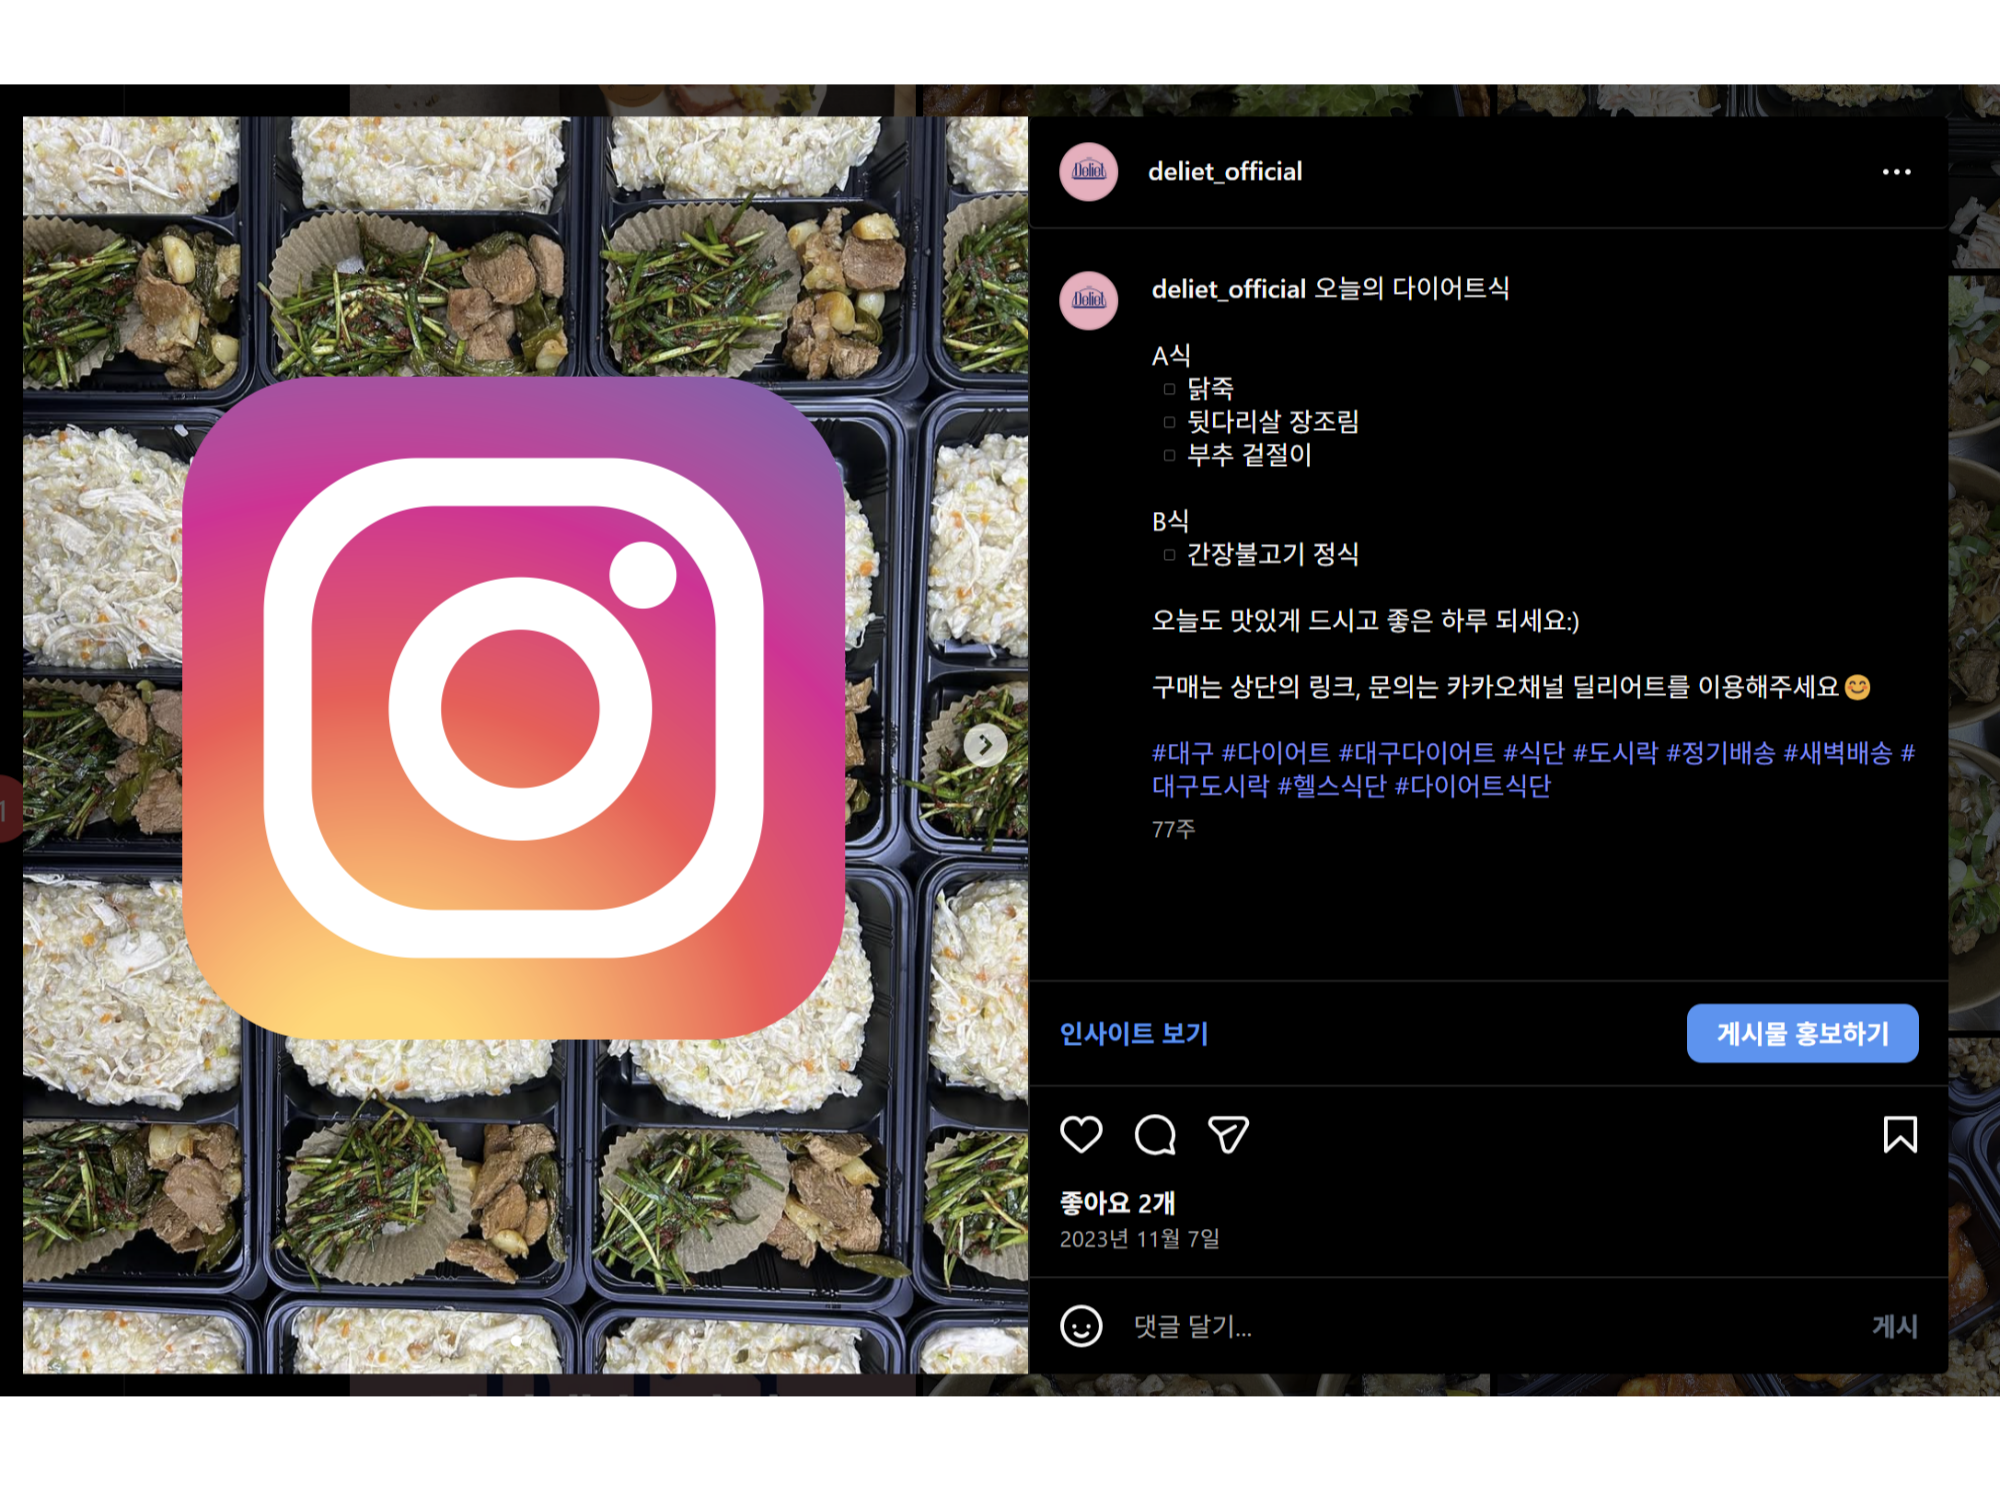 Deliet
deliet_official
Deliet
deliet_official 오늘의 다이어트식
A식
닭죽
뒷다리살 장조림
부추 겉절이
B식
간장불고기 정식
오늘도 맛있게 드시고 좋은 하루 되세요:)
구매는 상단의 링크, 문의는 카카오채널 딜리어트를 이용해주세요😊
#대구 #다이어트 #대구다이어트 #식단 #도시락 #정기배송 #새벽배송 #
대구도시락 #헬스식단 #다이어트식단
77주
인사이트 보기
게시물 홍보하기
좋아요 2개
2023년 11월 7일
댓글 달기...
게시